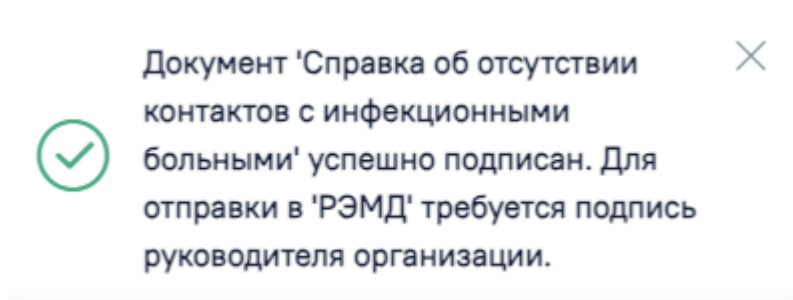 Документ 'Справка об отсутствии
контактов с инфекционными
больными' успешно подписан. Для
отправки в 'РЭМД' требуется подпись
руководителя организации.